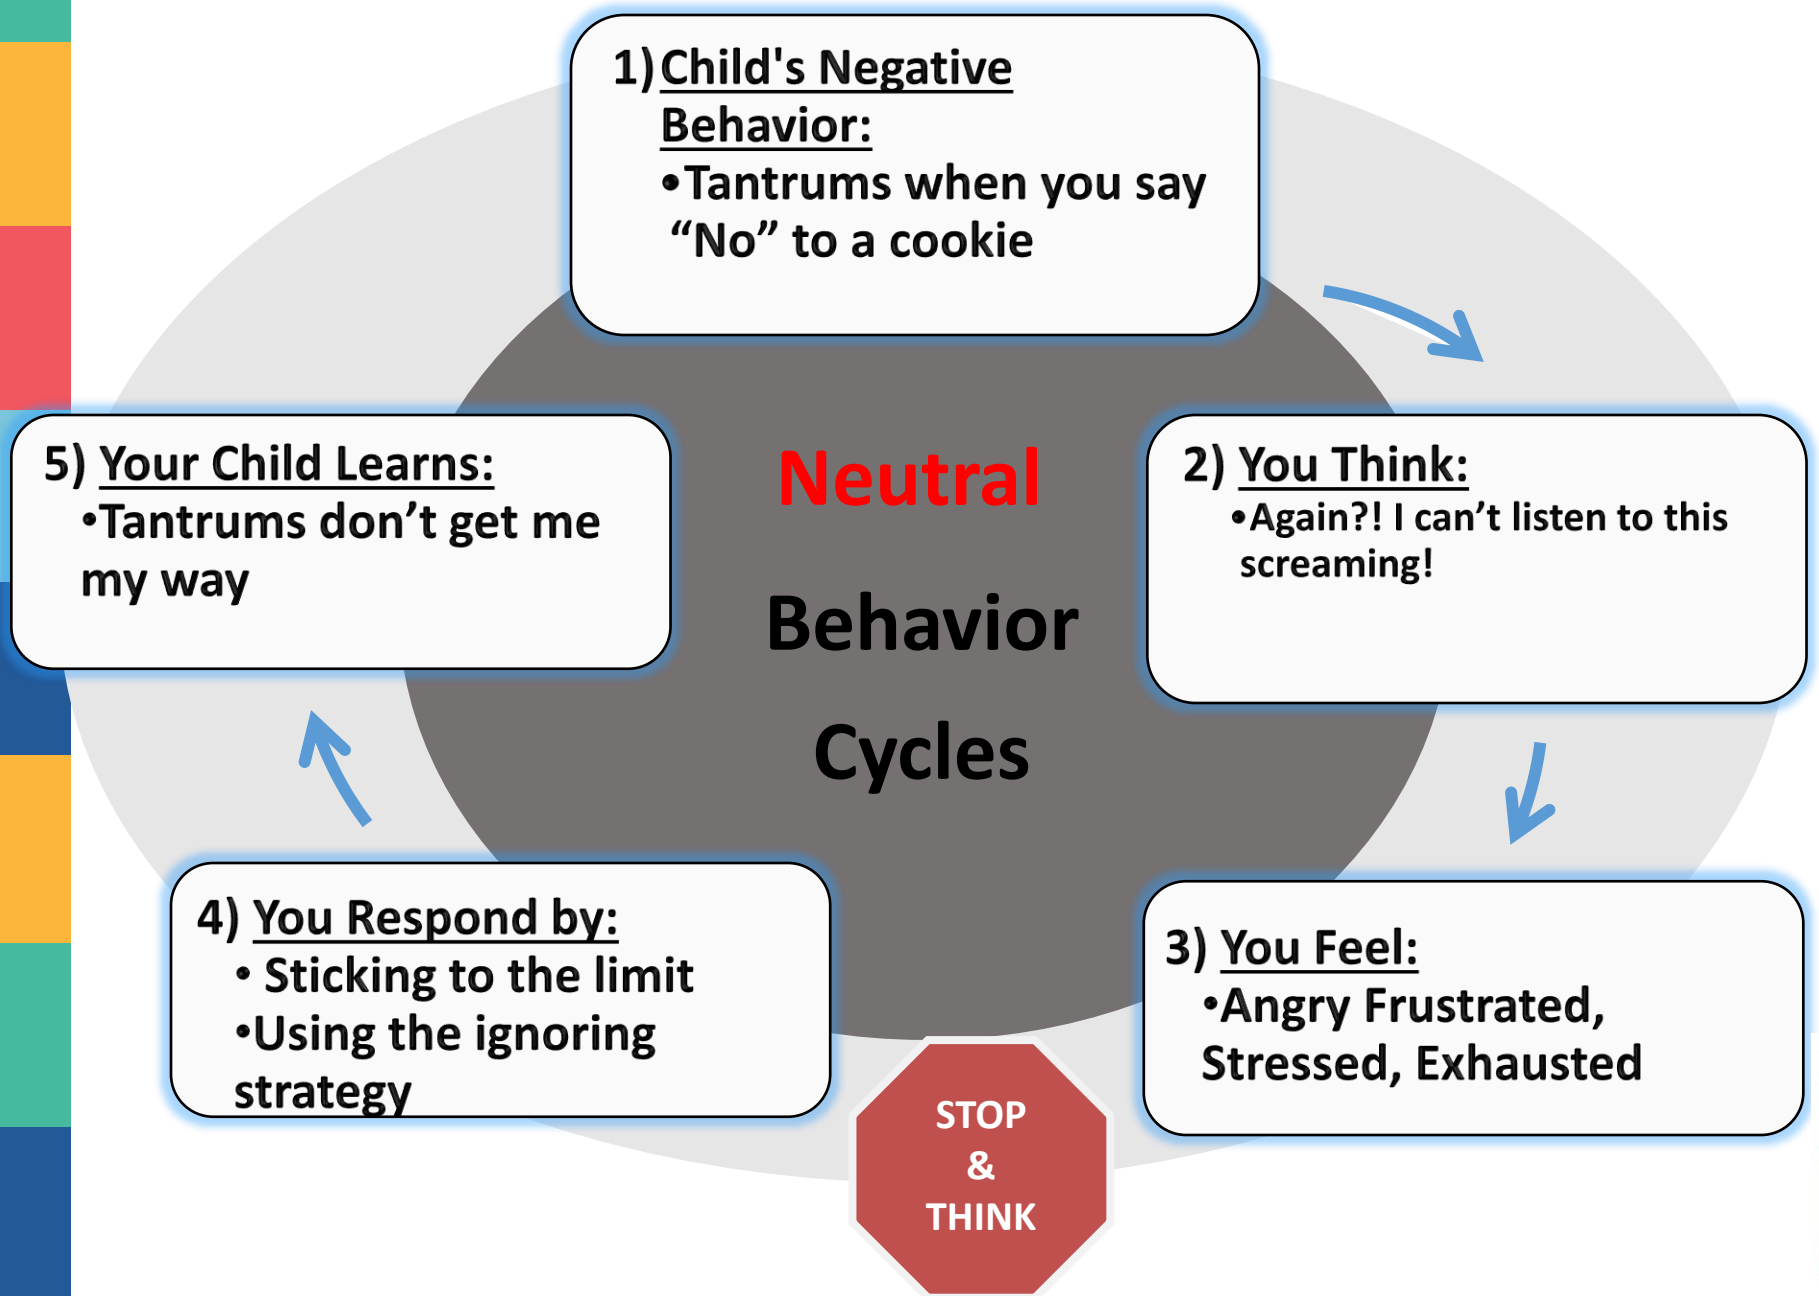 1) Child's Negative
Behavior:
•Tantrums when you say
“No” to a cookie
2) You Think:
•Again?! I can’t listen to this
screaming!
3) You Feel:
•Angry Frustrated,
Stressed, Exhausted
STOP
&
THINK
4) You Respond by:
• Sticking to the limit
•Using the ignoring
strategy
5) Your Child Learns:
•Tantrums don’t get me
my way
Neutral
Behavior
Cycles